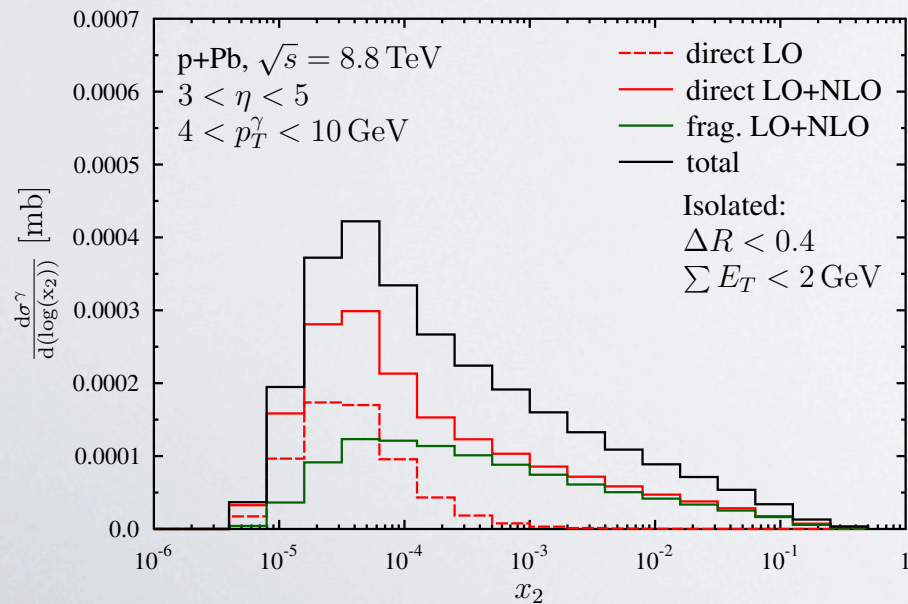 0.0007
0.0006
0.0005
0.0004
0.0003
0.0002
0.0001
0.0
dσ^γ/d(log(x₂)) [mb]
p+Pb, √s = 8.8 TeV
3 < η < 5
4 < p_T^γ < 10 GeV
direct LO
direct LO+NLO
frag. LO+NLO
total
Isolated:
ΔR < 0.4
∑ E_T < 2 GeV
10⁻⁶ 10⁻⁵ 10⁻⁴ 10⁻³ 10⁻² 10⁻¹ 1
x₂